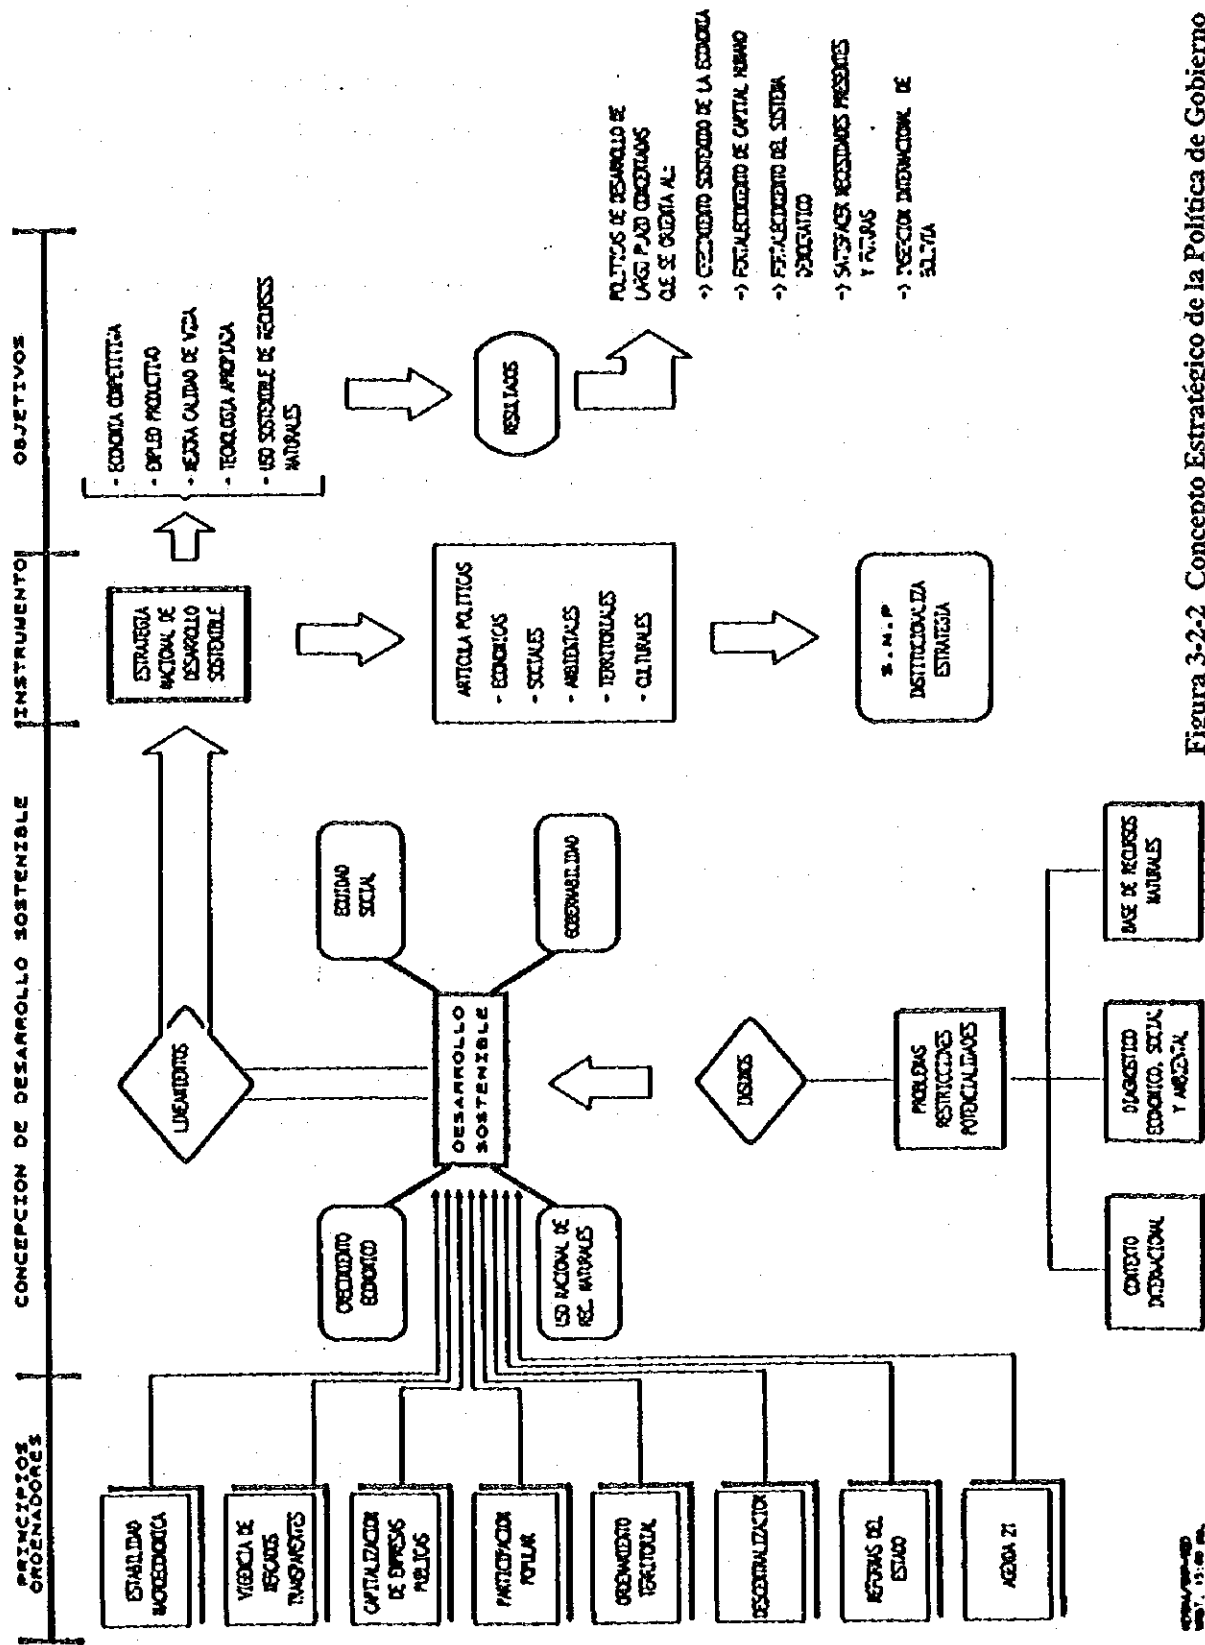 PRINCIPIOS
ORDENADORES
CONCEPCION DE DESARROLLO SOSTENIBLE
INSTRUMENTO
OBJETIVOS
ESTABILIDAD
MACROECONOMICA
VIGENCIA DE
MERCADOS
TRANSPARENTES
CAPITALIZACION
DE EMPRESAS
PUBLICAS
PARTICIPACION
POPULAR
ORDENAMIENTO
TERRITORIAL
DESCENTRALIZACION
REFORMAS DEL
ESTADO
AGENDA 21
LINEAMIENTOS
CRECIMIENTO
ECONOMICO
EQUIDAD
SOCIAL
DESARROLLO
SOSTENIBLE
USO RACIONAL DE
REC. NATURALES
GOBERNABILIDAD
INSUMOS
PROBLEMAS
RESTRICCIONES
POTENCIALIDADES
CONTEXTO
INTERNACIONAL
DIAGNOSTICO
ECONOMICO, SOCIAL
Y AMBIENTAL
BASE DE RECURSOS
NATURALES
ESTRATEGIA
NACIONAL DE
DESARROLLO
SOSTENIBLE
ARTICULA POLITICAS
- ECONOMICAS
- SOCIALES
- AMBIENTALES
- TERRITORIALES
- CULTURALES
S.N.P
INSTITUCIONALIZA
ESTRATEGIA
- ECONOMIA COMPETITIVA
- EMPLEO PRODUCTIVO
- MEJORA CALIDAD DE VIDA
- TECNOLOGIA APROPIADA
- USO SOSTENIBLE DE RECURSOS
NATURALES
RESULTADOS
POLITICAS DE DESARROLLO DE
LARGO PLAZO CONCERTADAS
QUE SE ORIENTA AL:
-> CRECIMIENTO SOSTENIDO DE LA ECONOMIA
-> FORTALECIMIENTO DE CAPITAL HUMANO
-> FORTALECIMIENTO DEL SISTEMA
DEMOCRATICO
-> SATISFACER NECESIDADES PRESENTES
Y FUTURAS
-> INSERCION INTERNACIONAL DE
BOLIVIA
Figura 3-2-2 Concepto Estratégico de la Política de Gobierno